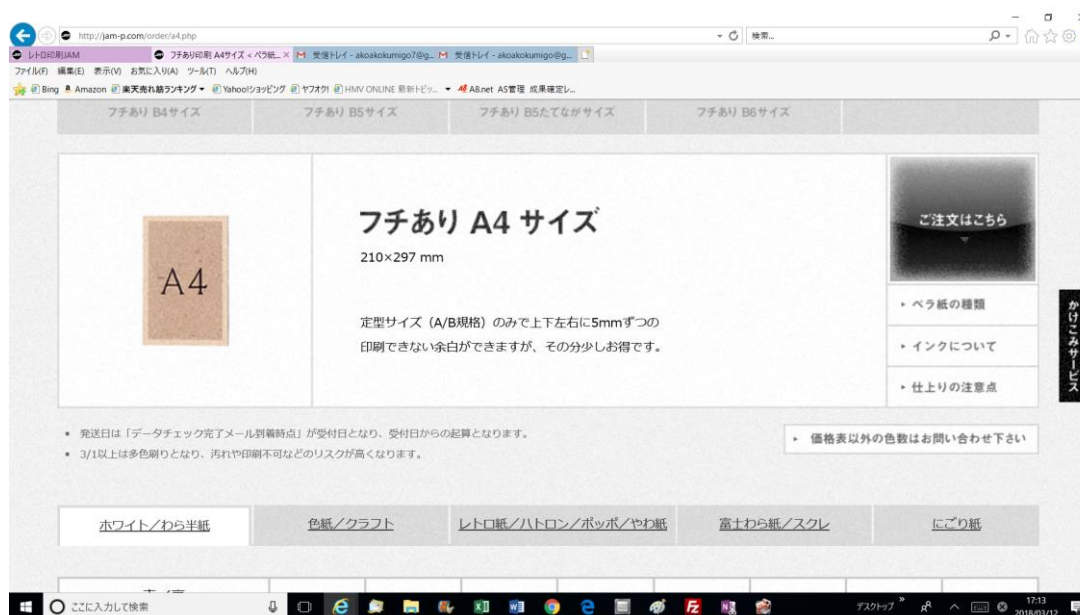 http://jam-p.com/order/a4.php
検索...
レトロ印刷JAM
フチあり印刷 A4サイズ < ペラ紙...
受信トレイ - akoakokumigo7@g...
受信トレイ - akoakokumigo@g...
ファイル(F) 編集(E) 表示(V) お気に入り(A) ツール(T) ヘルプ(H)
Bing Amazon 楽天売れ筋ランキング Yahoo!ショッピング ヤフオク! HMV ONLINE 最新トピッ... A8.net AS管理 成果確定レ...
フチあり B4サイズ フチあり B5サイズ フチあり B5たてながサイズ フチあり B6サイズ
A4
フチあり A4 サイズ
210×297 mm
定型サイズ（A/B規格）のみで上下左右に5mmずつの
印刷できない余白ができますが、その分少しお得です。
ご注文はこちら
ペラ紙の種類
インクについて
仕上りの注意点
かけこみサービス
発送日は「データチェック完了メール到着時点」が受付日となり、受付日からの起算となります。
3/1以上は多色刷りとなり、汚れや印刷不可などのリスクが高くなります。
価格表以外の色数はお問い合わせ下さい
ホワイト／わら半紙 色紙／クラフト レトロ紙／ハトロン／ポッポ／やわ紙 富士わら紙／スクレ にごり紙
ここに入力して検索
デスクトップ
17:13
2018/03/12